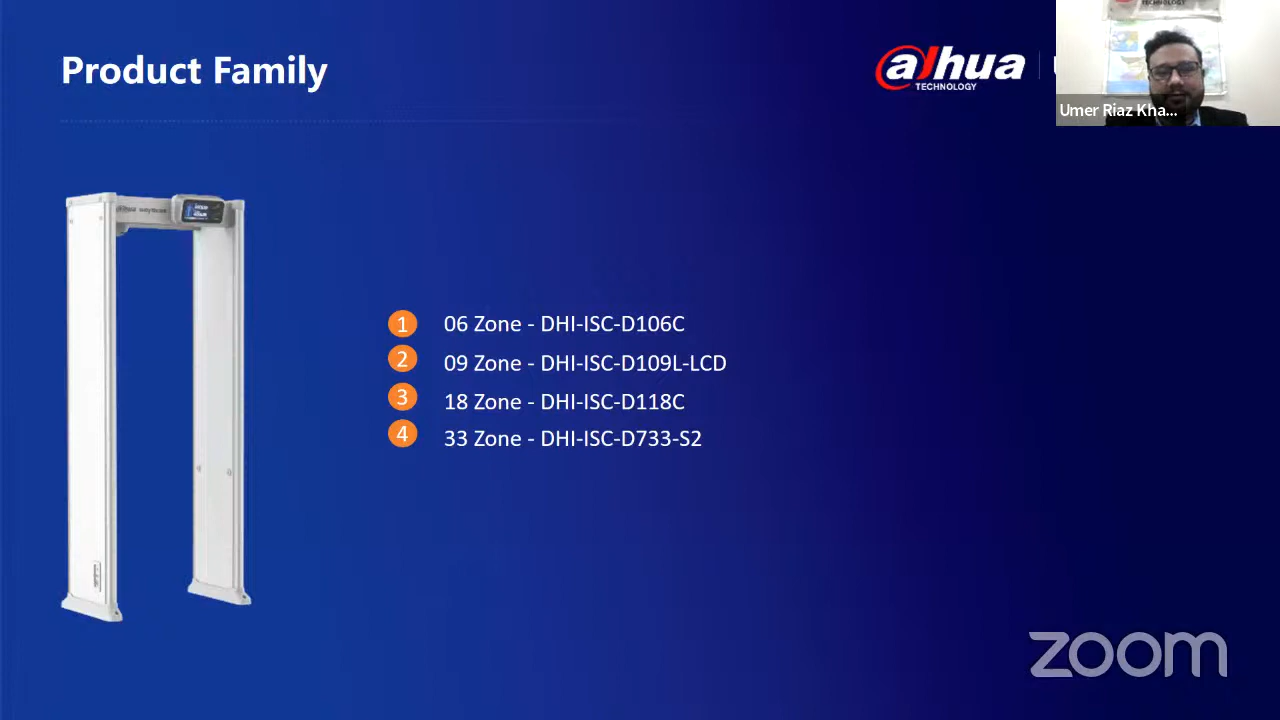 Product Family
alhua
TECHNOLOGY
TECHNOLOGY
Umer Riaz Kha...
1 06 Zone - DHI-ISC-D106C
2 09 Zone - DHI-ISC-D109L-LCD
3 18 Zone - DHI-ISC-D118C
4 33 Zone - DHI-ISC-D733-S2
zoom